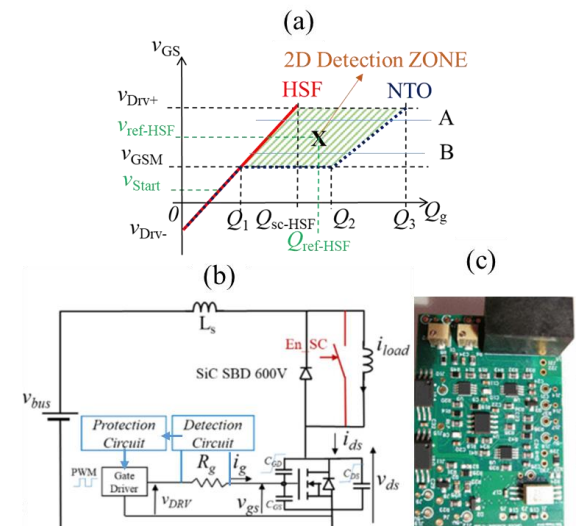 (a)
vGS
2D Detection ZONE
HSF
NTO
vDrv+
A
vref-HSF
X
vGSM
B
vStart
0
Q1
Qsc-HSF
Q2
Q3
Qg
vDrv-
Qref-HSF
(b)
(c)
Ls
En_SC
iload
SiC SBD 600V
vbus
Protection
Circuit
Detection
Circuit
ids
Rg
ig
CGD
CDS
PWM
Gate
Driver
vds
vDRV
vgs
CGS